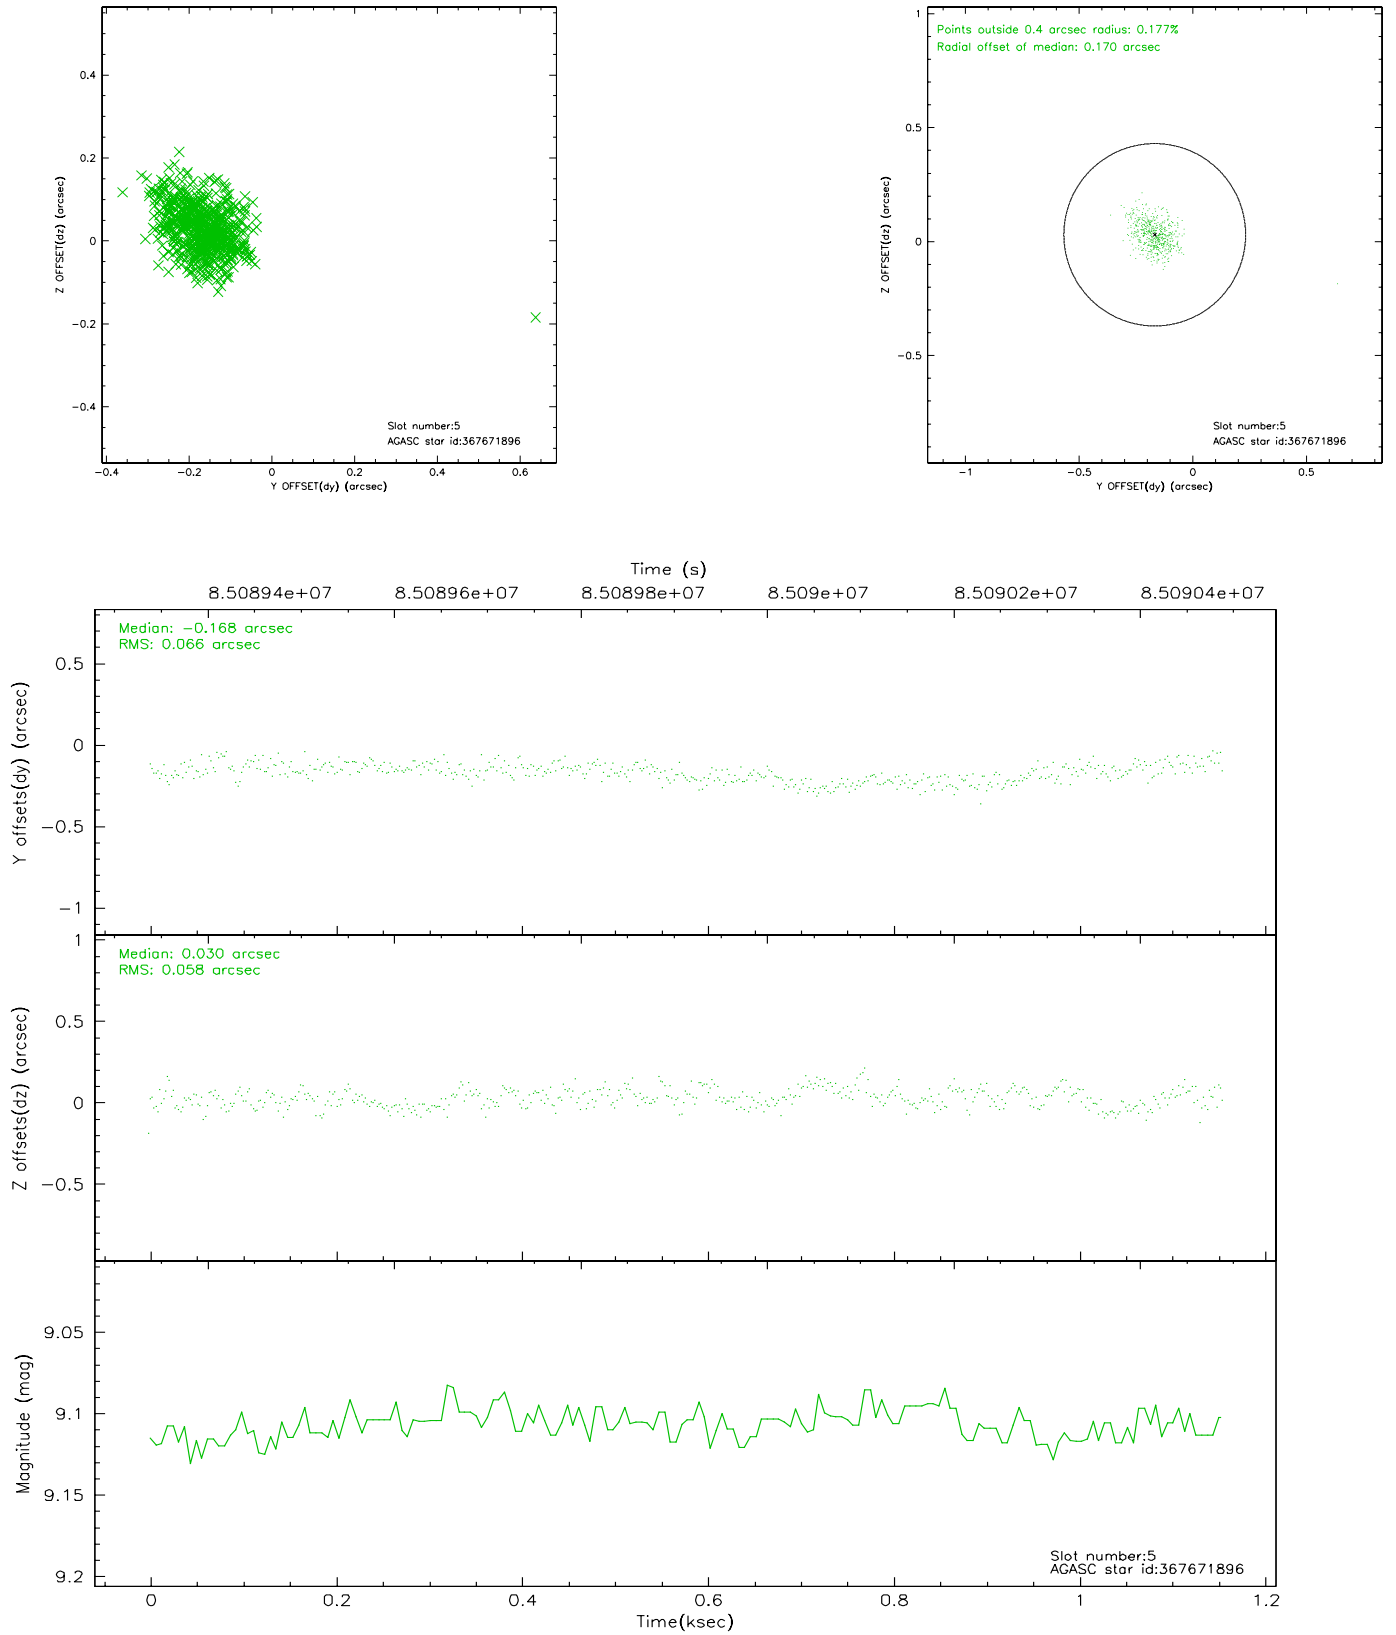 0.4
0.2
0
−0.2
−0.4
Z OFFSET(dz) (arcsec)
Slot number:5
AGASC star id:367671896
−0.4 −0.2 0 0.2 0.4 0.6
Y OFFSET(dy) (arcsec)
Points outside 0.4 arcsec radius: 0.177%
Radial offset of median: 0.170 arcsec
1
0.5
0
−0.5
Z OFFSET(dz) (arcsec)
Slot number:5
AGASC star id:367671896
−1 −0.5 0 0.5
Y OFFSET(dy) (arcsec)
Time (s)
8.50894e+07 8.50896e+07 8.50898e+07 8.509e+07 8.50902e+07 8.50904e+07
Median: −0.168 arcsec
RMS: 0.066 arcsec
0.5
0
−0.5
−1
Y offsets(dy) (arcsec)
Median: 0.030 arcsec
RMS: 0.058 arcsec
1
0.5
0
−0.5
Z offsets(dz) (arcsec)
9.05
9.1
9.15
9.2
Magnitude (mag)
Slot number:5
AGASC star id:367671896
0 0.2 0.4 0.6 0.8 1 1.2
Time(ksec)